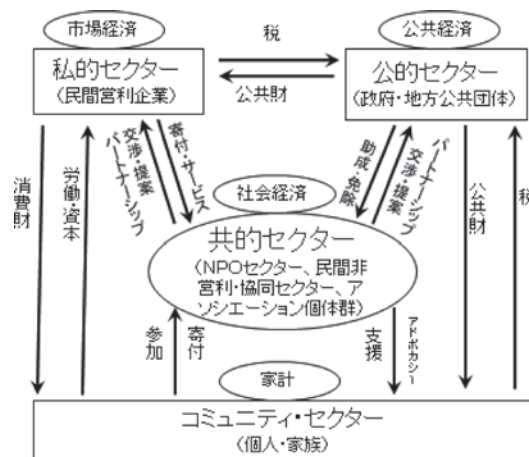 市場経済
公共経済
私的セクター
(民間営利企業)
税
公共財
公的セクター
(政府・地方公共団体)
消費財
労働・資本
パートナーシップ
交渉・提案
寄付・サービス
社会経済
助成・免除
交渉・提案
パートナーシップ
公共財
税
共的セクター
(NPOセクター、民間非
営利・協同セクター、ア
ソシエーション個体群)
参加
寄付
支援
アドボカシー
家計
コミュニティ・セクター
(個人・家族)